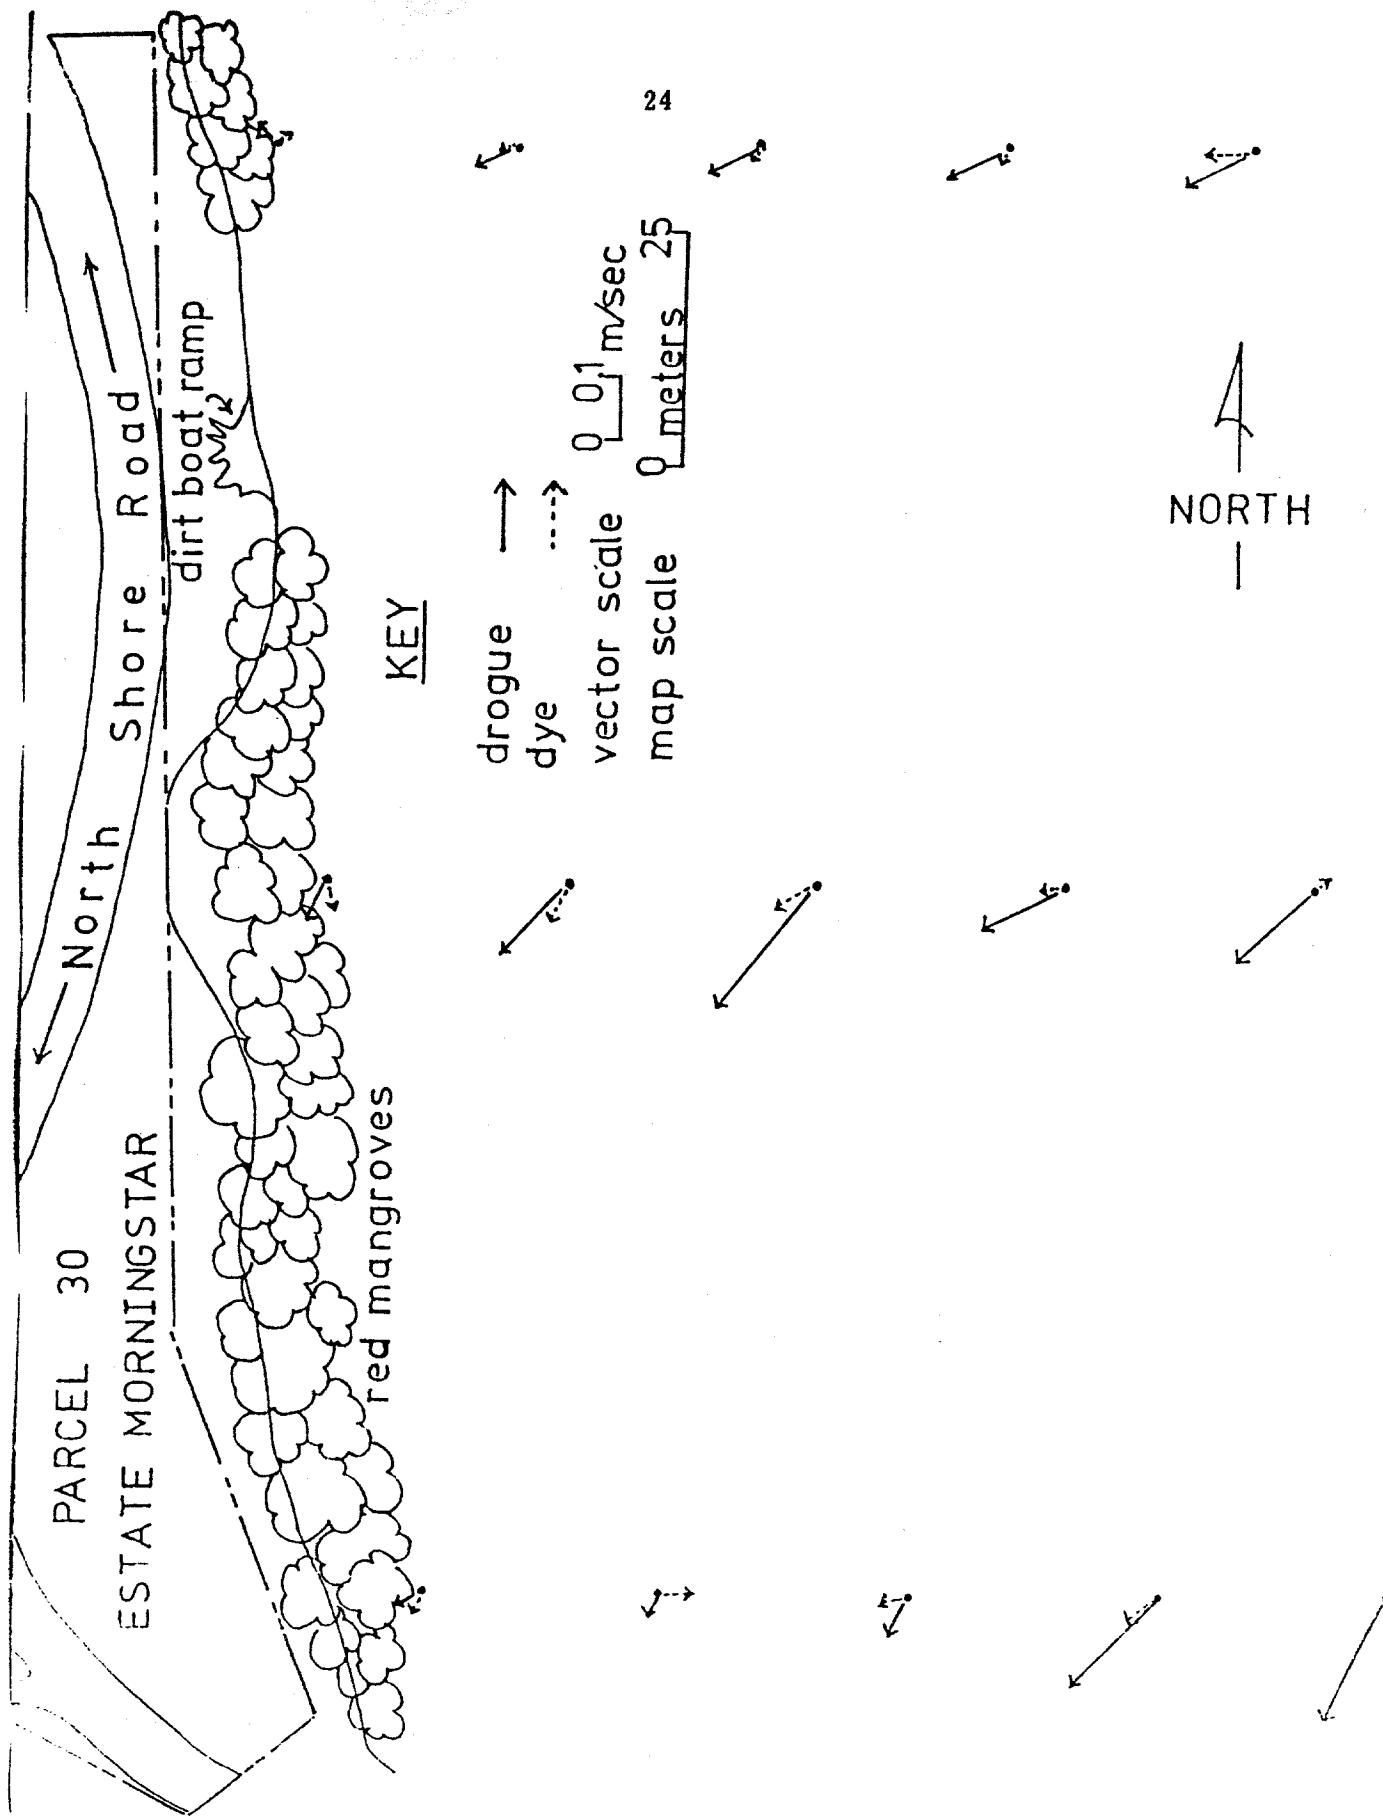 24
North Shore Road
dirt boat ramp
PARCEL 30
ESTATE MORNINGSTAR
red mangroves
KEY
drogue
dye
vector scale 0 0.1 m/sec
map scale 0 meters 25
NORTH